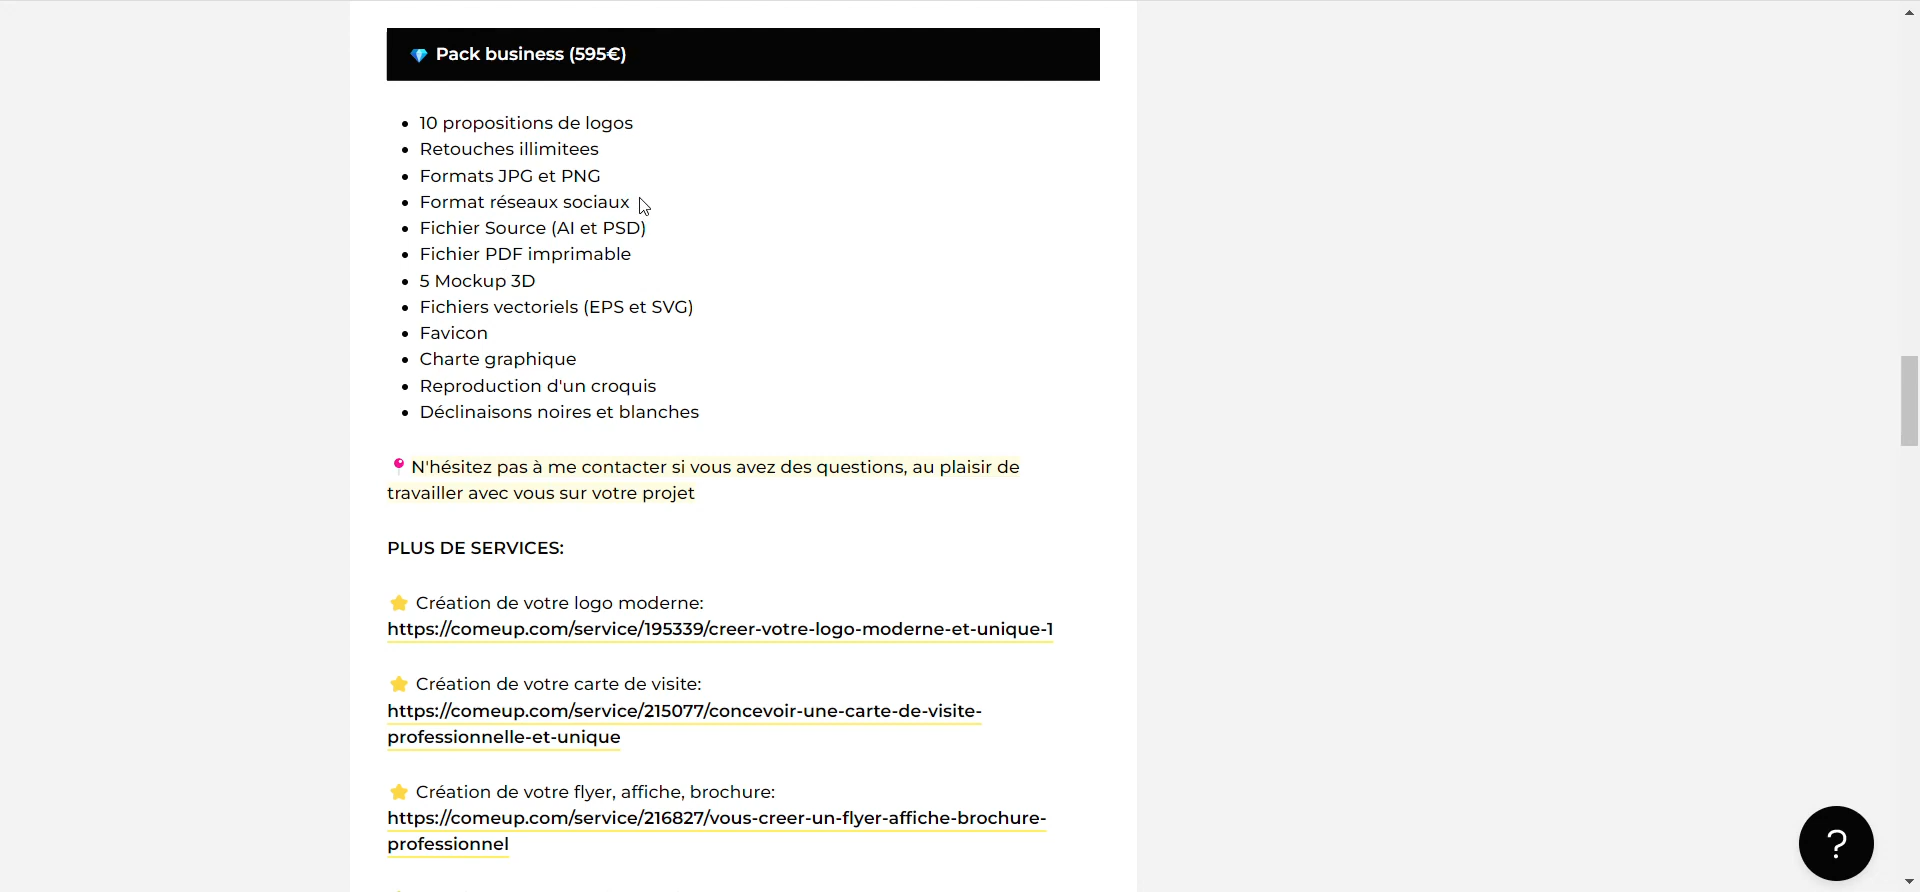 Pack business (595€)
10 propositions de logos
Retouches illimitees
Formats JPG et PNG
Format réseaux sociaux
Fichier Source (AI et PSD)
Fichier PDF imprimable
5 Mockup 3D
Fichiers vectoriels (EPS et SVG)
Favicon
Charte graphique
Reproduction d'un croquis
Déclinaisons noires et blanches
N'hésitez pas à me contacter si vous avez des questions, au plaisir de
travailler avec vous sur votre projet
PLUS DE SERVICES:
Création de votre logo moderne:
https://comeup.com/service/195339/creer-votre-logo-moderne-et-unique-1
Création de votre carte de visite:
https://comeup.com/service/215077/concevoir-une-carte-de-visite-
professionnelle-et-unique
Création de votre flyer, affiche, brochure:
https://comeup.com/service/216827/vous-creer-un-flyer-affiche-brochure-
professionnel
?